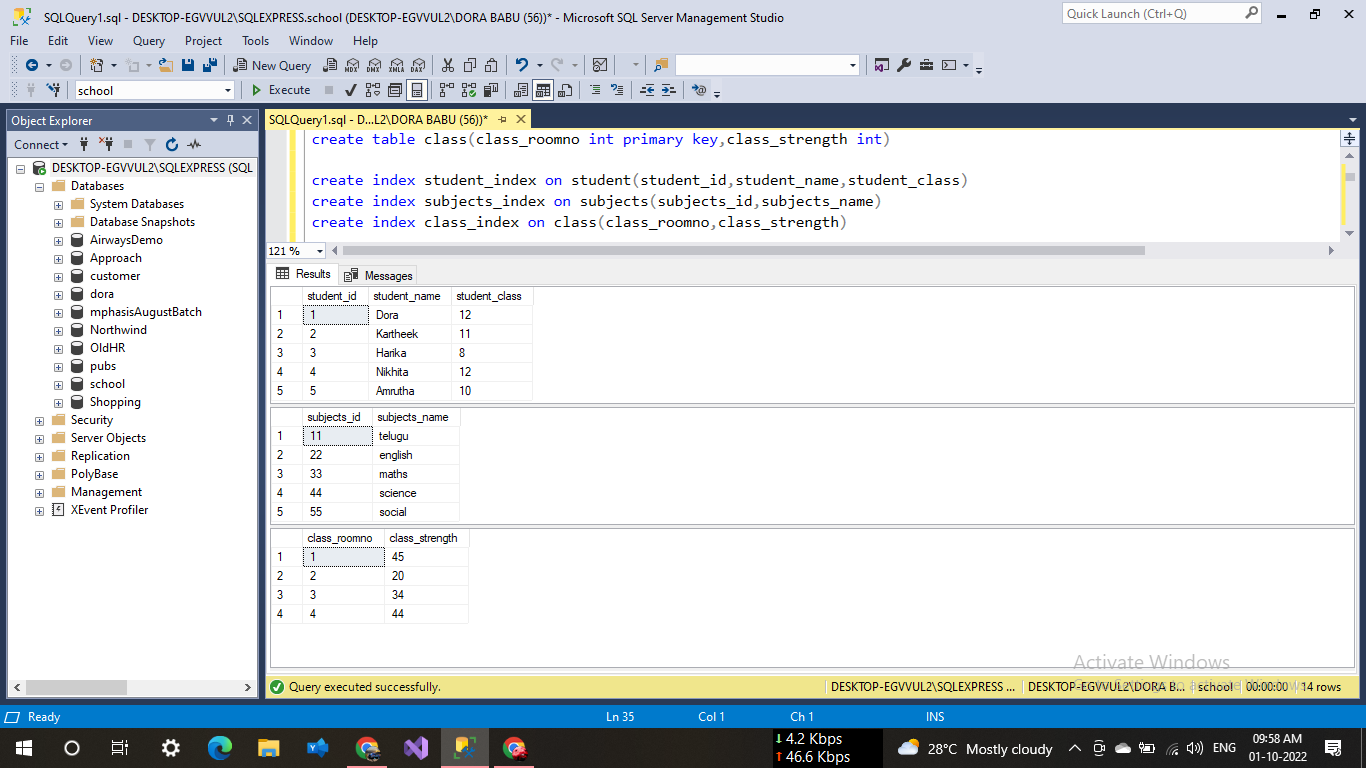 SQLQuery1.sql - DESKTOP-EGVVUL2\SQLEXPRESS.school (DESKTOP-EGVVUL2\DORA BABU (56))* - Microsoft SQL Server Management Studio
Quick Launch (Ctrl+Q)
File Edit View Query Project Tools Window Help
New Query MDX DMX XMLA DAX
school Execute
Object Explorer
SQLQuery1.sql - D...L2\DORA BABU (56))*
Connect
DESKTOP-EGVVUL2\SQLEXPRESS (SQL
Databases
System Databases
Database Snapshots
AirwaysDemo
Approach
customer
dora
mphasisAugustBatch
Northwind
OldHR
pubs
school
Shopping
Security
Server Objects
Replication
PolyBase
Management
XEvent Profiler
create table class(class_roomno int primary key,class_strength int)
create index student_index on student(student_id,student_name,student_class)
create index subjects_index on subjects(subjects_id,subjects_name)
create index class_index on class(class_roomno,class_strength)
121 %
Results Messages
student_id student_name student_class
1 1 Dora 12
2 2 Kartheek 11
3 3 Harika 8
4 4 Nikhita 12
5 5 Amrutha 10
subjects_id subjects_name
1 11 telugu
2 22 english
3 33 maths
4 44 science
5 55 social
class_roomno class_strength
1 1 45
2 2 20
3 3 34
4 4 44
Activate Windows
Go to Settings to activate Windows.
Query executed successfully. DESKTOP-EGVVUL2\SQLEXPRESS ... DESKTOP-EGVVUL2\DORA B... school 00:00:00 14 rows
Ready Ln 35 Col 1 Ch 1 INS
4.2 Kbps
46.6 Kbps
28°C Mostly cloudy
ENG
09:58 AM
01-10-2022